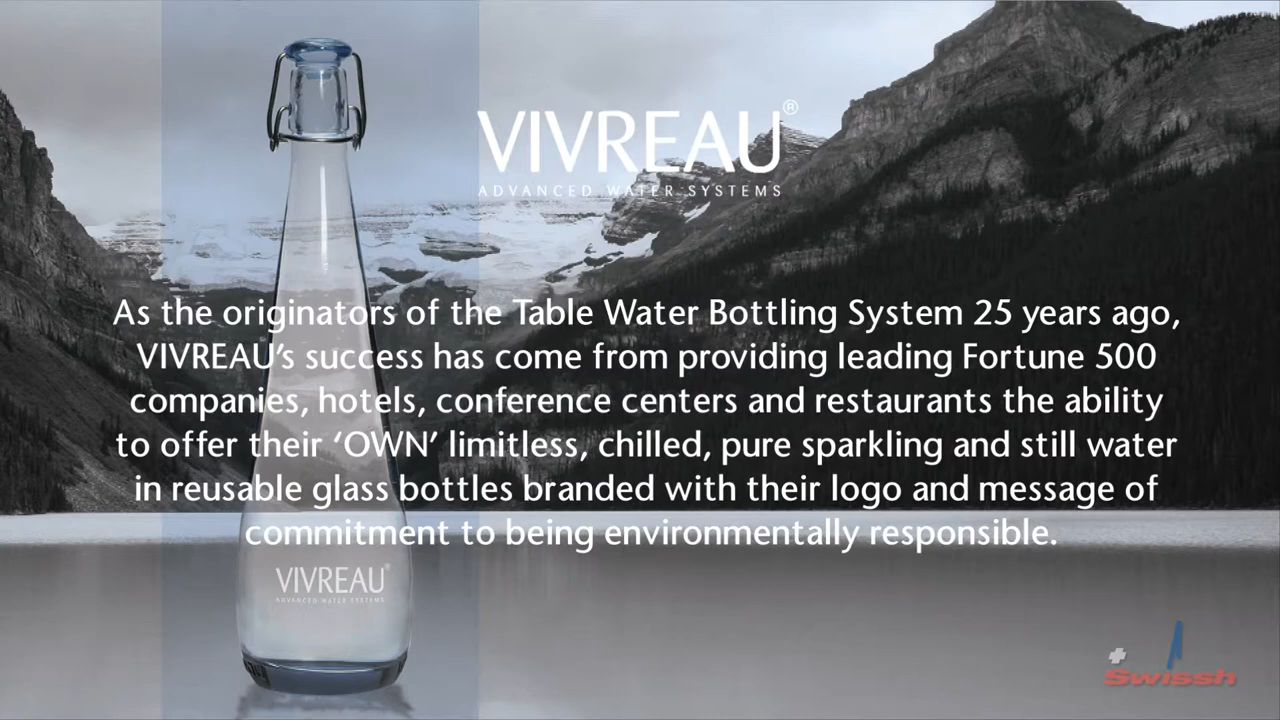 VIVREAU®
ADVANCED WATER SYSTEMS
As the originators of the Table Water Bottling System 25 years ago,
VIVREAU’s success has come from providing leading Fortune 500
companies, hotels, conference centers and restaurants the ability
to offer their ‘OWN’ limitless, chilled, pure sparkling and still water
in reusable glass bottles branded with their logo and message of
commitment to being environmentally responsible.
VIVREAU®
ADVANCED WATER SYSTEMS
Swissh